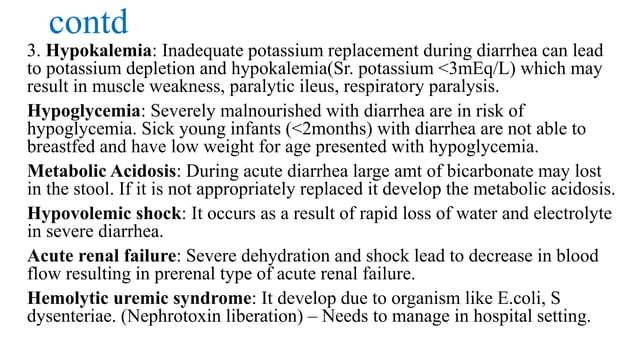 contd
3. Hypokalemia: Inadequate potassium replacement during diarrhea can lead
to potassium depletion and hypokalemia(Sr. potassium <3mEq/L) which may
result in muscle weakness, paralytic ileus, respiratory paralysis.
Hypoglycemia: Severely malnourished with diarrhea are in risk of
hypoglycemia. Sick young infants (<2months) with diarrhea are not able to
breastfed and have low weight for age presented with hypoglycemia.
Metabolic Acidosis: During acute diarrhea large amt of bicarbonate may lost
in the stool. If it is not appropriately replaced it develop the metabolic acidosis.
Hypovolemic shock: It occurs as a result of rapid loss of water and electrolyte
in severe diarrhea.
Acute renal failure: Severe dehydration and shock lead to decrease in blood
flow resulting in prerenal type of acute renal failure.
Hemolytic uremic syndrome: It develop due to organism like E.coli, S
dysenteriae. (Nephrotoxin liberation) – Needs to manage in hospital setting.